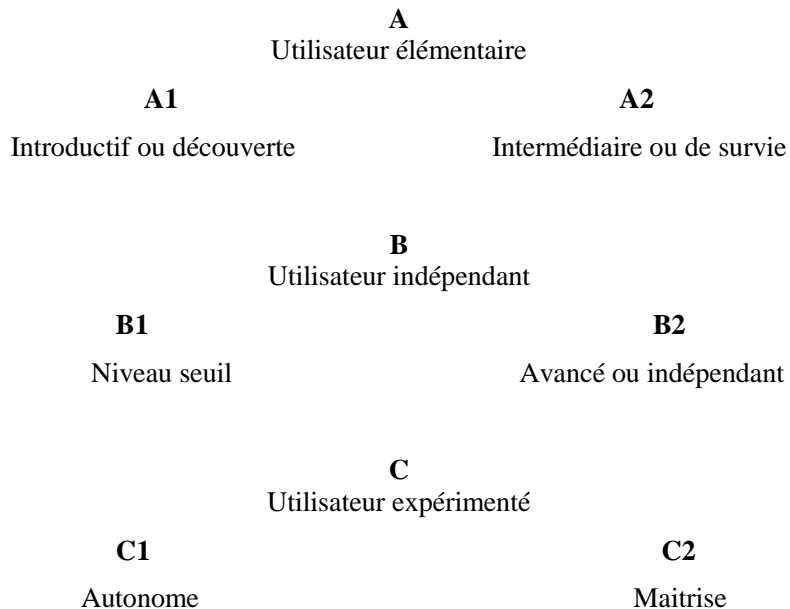 A
Utilisateur élémentaire
A1 A2
Introductif ou découverte Intermédiaire ou de survie
B
Utilisateur indépendant
B1 B2
Niveau seuil Avancé ou indépendant
C
Utilisateur expérimenté
C1 C2
Autonome Maitrise